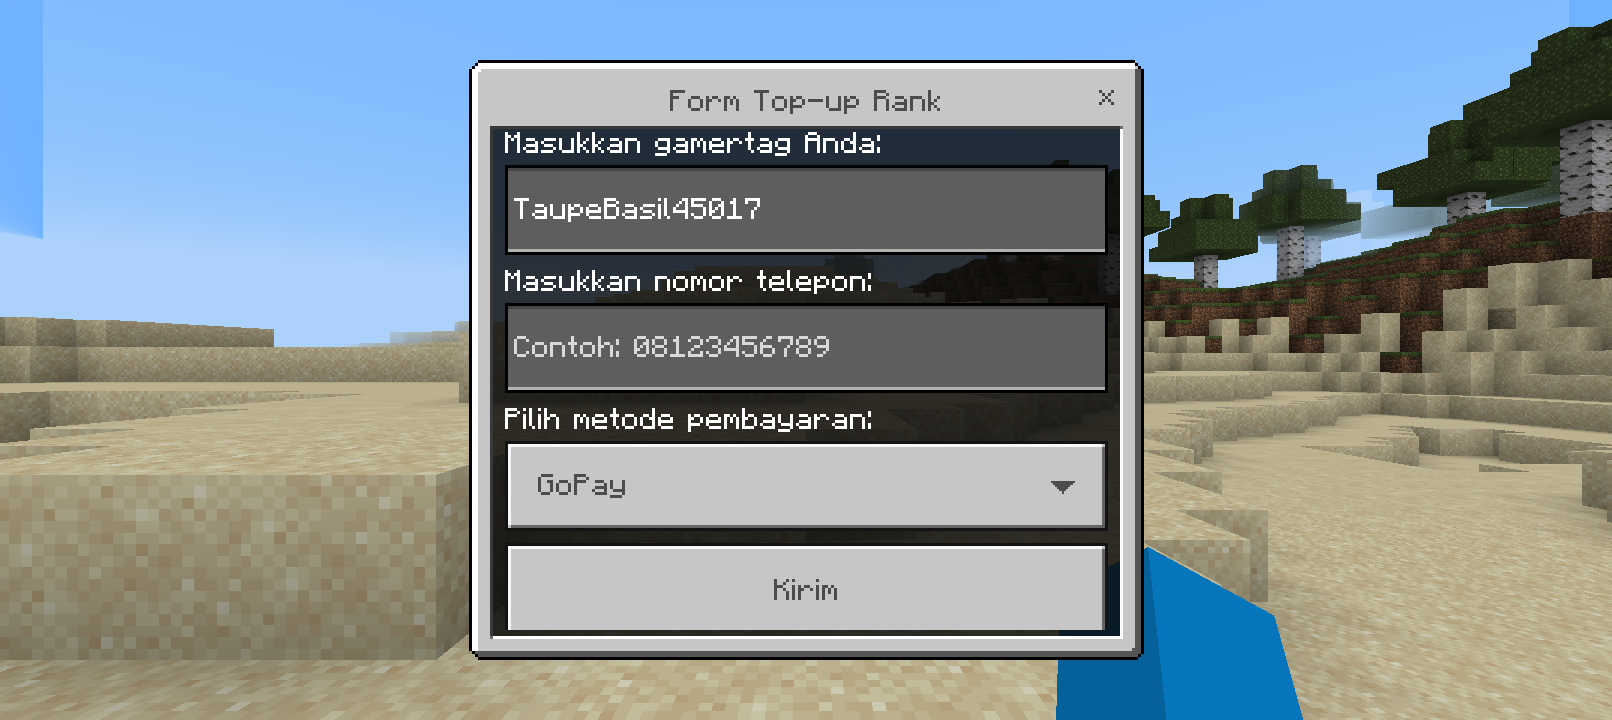 Form Top-up Rank
Masukkan gamertag Anda:
TaupeBasil45017
Masukkan nomor telepon:
Contoh: 08123456789
Pilih metode pembayaran:
GoPay
Kirim